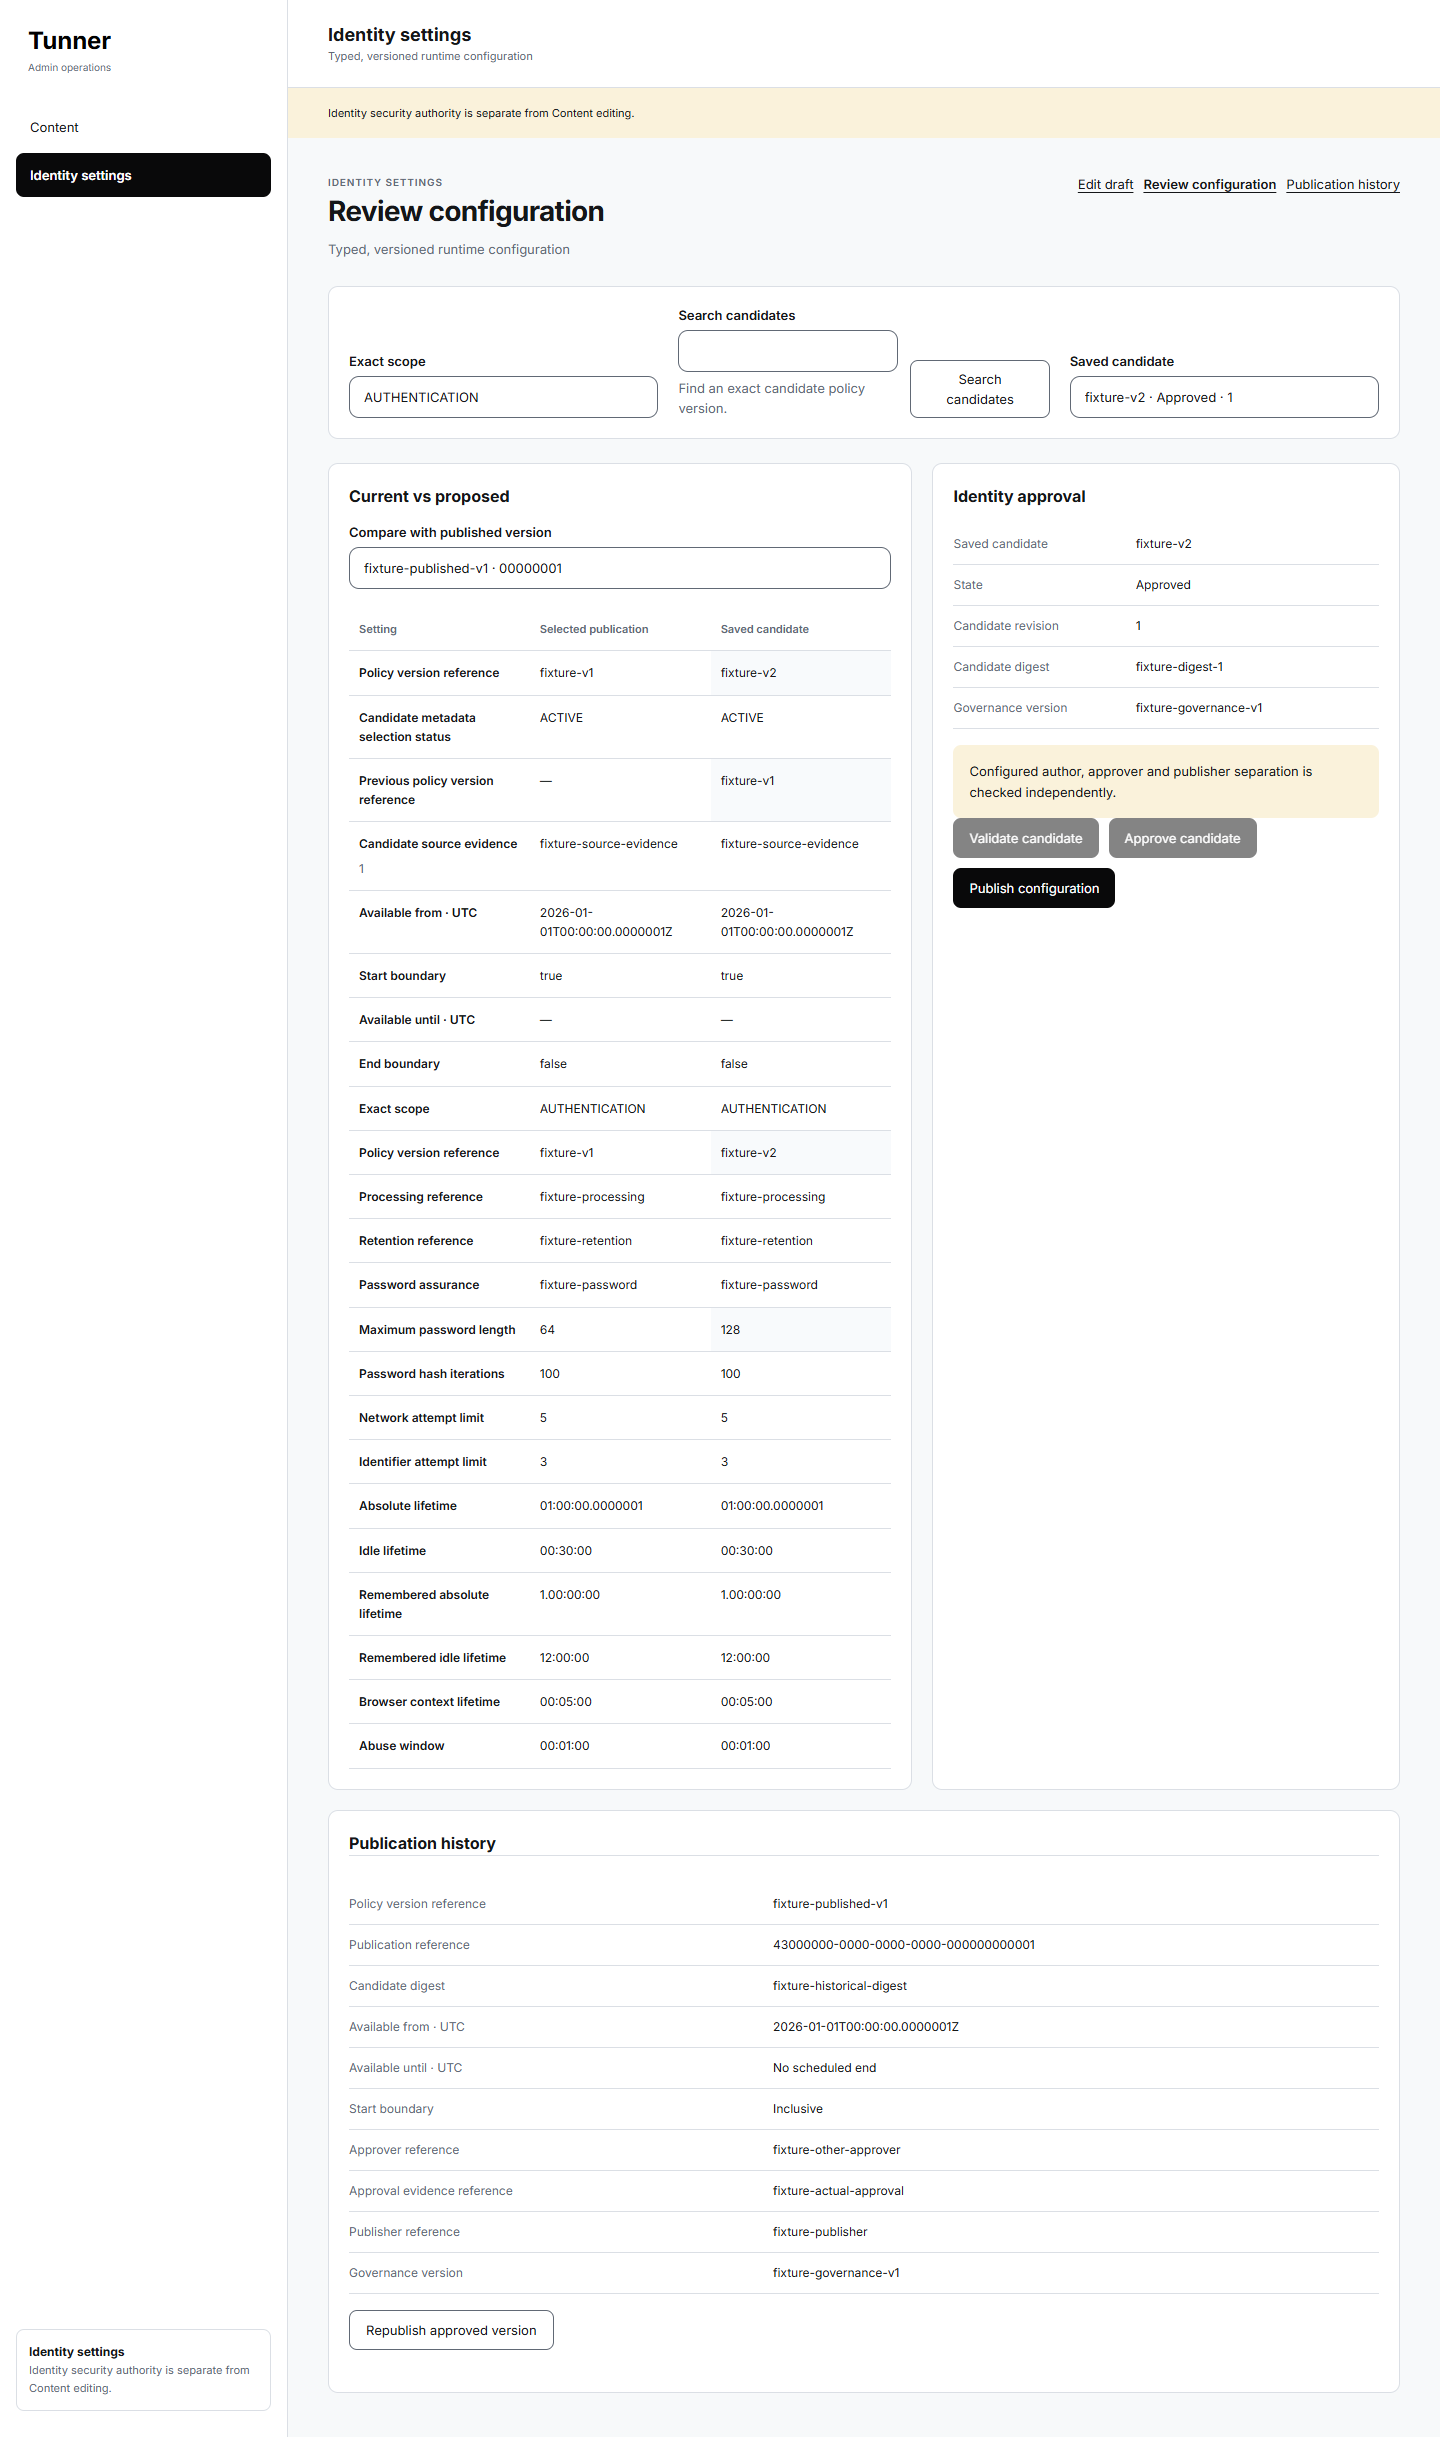 Tunner
Admin operations
Content
Identity settings
Identity settings
Typed, versioned runtime configuration
Identity security authority is separate from Content editing.
IDENTITY SETTINGS
Review configuration
Typed, versioned runtime configuration
Edit draft Review configuration Publication history
Exact scope
AUTHENTICATION
Search candidates
Find an exact candidate policy
version.
Search
candidates
Saved candidate
fixture-v2 · Approved · 1
Current vs proposed
Compare with published version
fixture-published-v1 · 00000001
Setting Selected publication Saved candidate
Policy version reference fixture-v1 fixture-v2
Candidate metadata
selection status ACTIVE ACTIVE
Previous policy version
reference — fixture-v1
Candidate source evidence fixture-source-evidence fixture-source-evidence
1
Available from · UTC 2026-01- 2026-01-
01T00:00:00.0000001Z 01T00:00:00.0000001Z
Start boundary true true
Available until · UTC — —
End boundary false false
Exact scope AUTHENTICATION AUTHENTICATION
Policy version reference fixture-v1 fixture-v2
Processing reference fixture-processing fixture-processing
Retention reference fixture-retention fixture-retention
Password assurance fixture-password fixture-password
Maximum password length 64 128
Password hash iterations 100 100
Network attempt limit 5 5
Identifier attempt limit 3 3
Absolute lifetime 01:00:00.0000001 01:00:00.0000001
Idle lifetime 00:30:00 00:30:00
Remembered absolute
lifetime 1.00:00:00 1.00:00:00
Remembered idle lifetime 12:00:00 12:00:00
Browser context lifetime 00:05:00 00:05:00
Abuse window 00:01:00 00:01:00
Identity approval
Saved candidate fixture-v2
State Approved
Candidate revision 1
Candidate digest fixture-digest-1
Governance version fixture-governance-v1
Configured author, approver and publisher separation is
checked independently.
Validate candidate Approve candidate
Publish configuration
Publication history
Policy version reference fixture-published-v1
Publication reference 43000000-0000-0000-0000-000000000001
Candidate digest fixture-historical-digest
Available from · UTC 2026-01-01T00:00:00.0000001Z
Available until · UTC No scheduled end
Start boundary Inclusive
Approver reference fixture-other-approver
Approval evidence reference fixture-actual-approval
Publisher reference fixture-publisher
Governance version fixture-governance-v1
Republish approved version
Identity settings
Identity security authority is separate from
Content editing.